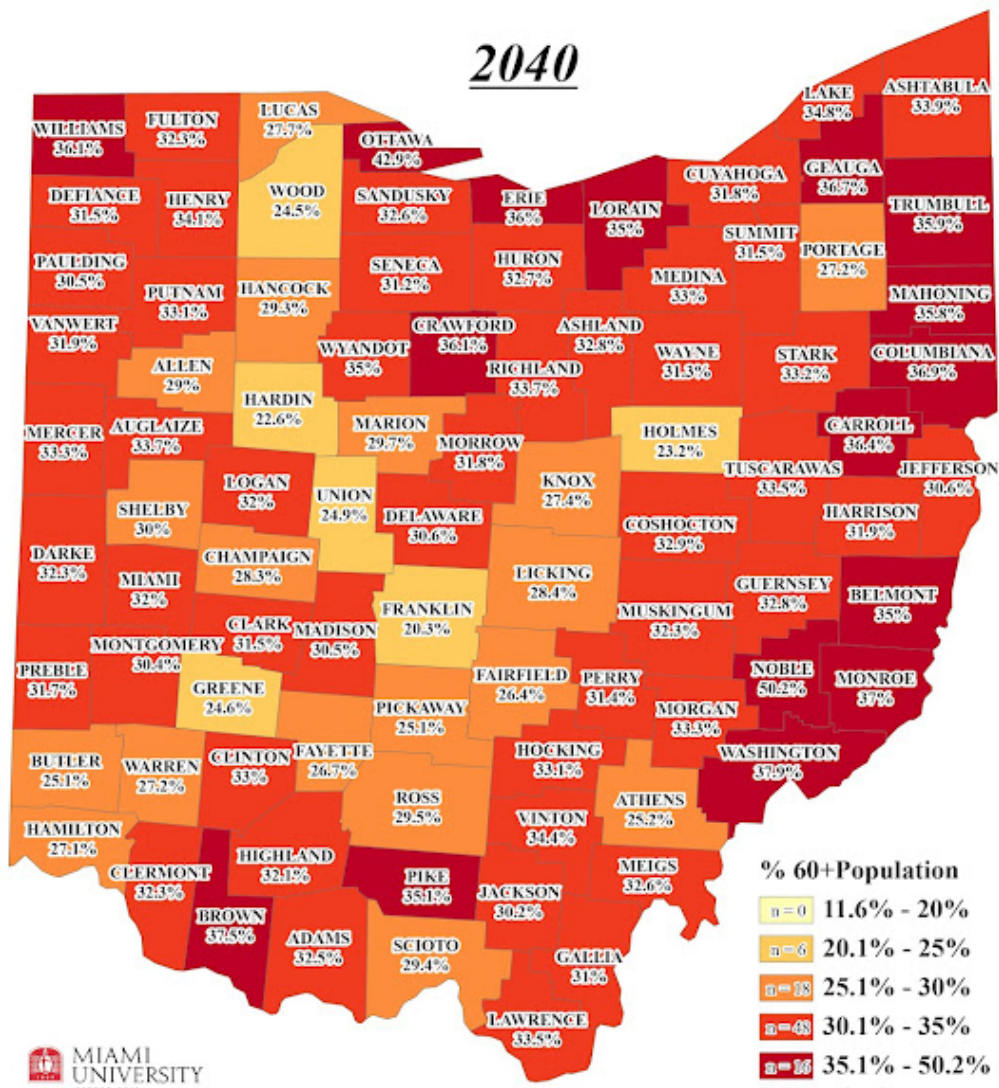 2040
WILLIAMS
36.1%
FULTON
32.3%
LUCAS
27.7%
OTTAWA
42.9%
LAKE
34.8%
ASHTABULA
33.9%
DEFIANCE
31.5%
HENRY
34.1%
WOOD
24.5%
SANDUSKY
32.6%
ERIE
36%
LORAIN
35%
CUYAHOGA
31.8%
GEAUGA
36.7%
TRUMBULL
35.9%
PAULDING
30.5%
PUTNAM
33.1%
HANCOCK
29.3%
SENECA
31.2%
HURON
32.7%
MEDINA
33%
SUMMIT
31.5%
PORTAGE
27.2%
MAHONING
35.8%
VANWERT
31.9%
ALLEN
29%
WYANDOT
35%
CRAWFORD
36.1%
RICHLAND
33.7%
ASHLAND
32.8%
WAYNE
31.3%
STARK
33.2%
COLUMBIANA
36.9%
MERCER
33.3%
AUGLAIZE
33.7%
HARDIN
22.6%
MARION
29.7%
MORROW
31.8%
HOLMES
23.2%
TUSCARAWAS
33.5%
CARROLL
36.4%
JEFFERSON
30.6%
SHELBY
30%
LOGAN
32%
UNION
24.9%
DELAWARE
30.6%
KNOX
27.4%
COSHOCTON
32.9%
HARRISON
31.9%
DARKE
32.3%
MIAMI
32%
CHAMPAIGN
28.3%
LICKING
28.4%
MUSKINGUM
32.3%
GUERNSEY
32.8%
BELMONT
35%
PREBLE
31.7%
MONTGOMERY
30.4%
CLARK
31.5%
MADISON
30.5%
FRANKLIN
20.3%
FAIRFIELD
26.4%
PERRY
31.4%
NOBLE
50.2%
MONROE
37%
GREENE
24.6%
PICKAWAY
25.1%
MORGAN
33.3%
WASHINGTON
37.9%
BUTLER
25.1%
WARREN
27.2%
CLINTON
33%
FAYETTE
26.7%
ROSS
29.5%
HOCKING
33.1%
ATHENS
25.2%
HAMILTON
27.1%
CLERMONT
32.3%
HIGHLAND
32.1%
PIKE
35.1%
VINTON
34.4%
JACKSON
30.2%
MEIGS
32.6%
BROWN
37.5%
ADAMS
32.5%
SCIOTO
29.4%
GALLIA
31%
LAWRENCE
33.5%
% 60+Population
n = 0 11.6% - 20%
n = 6 20.1% - 25%
n = 18 25.1% - 30%
n = 48 30.1% - 35%
n = 16 35.1% - 50.2%
MIAMI
UNIVERSITY